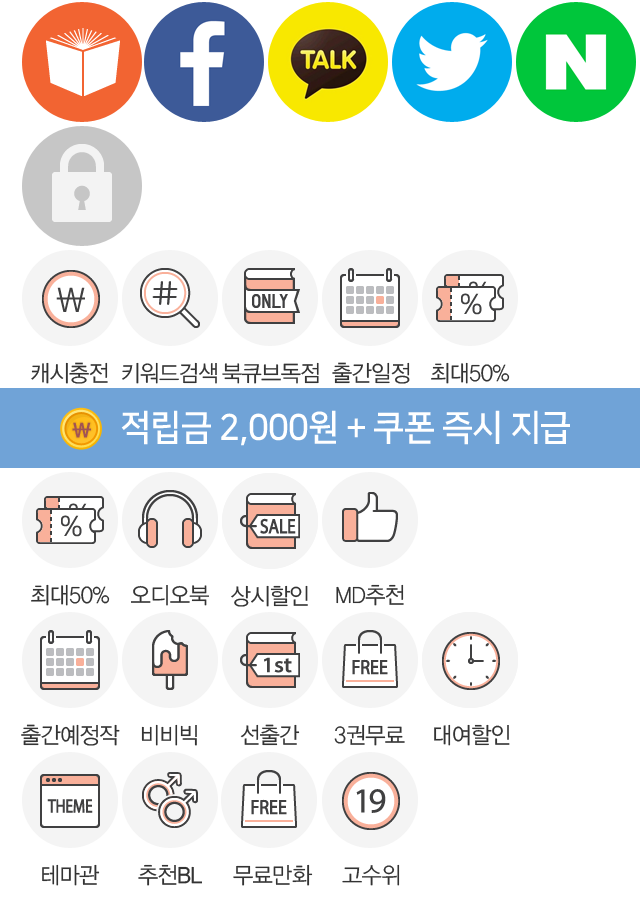 TALK N
₩ # ONLY % %
캐시충전 키워드검색 북큐브독점 출간일정 최대50%
₩ 적립금 2,000원 + 쿠폰 즉시 지급
% % SALE
최대50% 오디오북 상시할인 MD추천
1st FREE
출간예정작 비비빅 선출간 3권무료 대여할인
THEME FREE 19
테마관 추천BL 무료만화 고수위